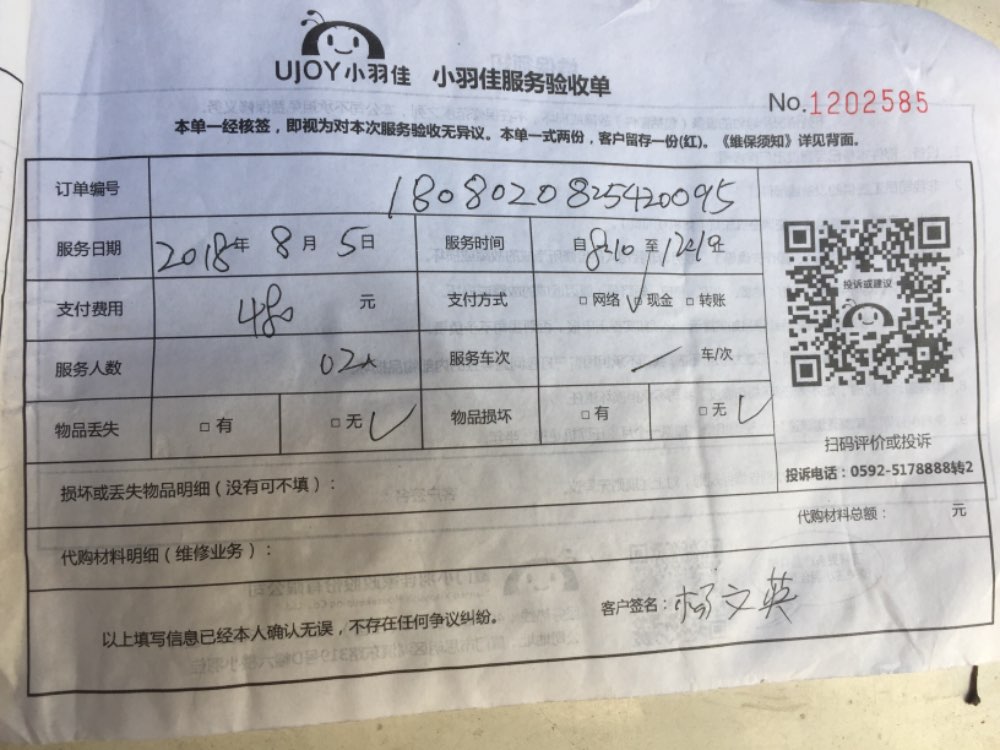 UJOY小羽佳 小羽佳服务验收单
No.1202585
本单一经核签，即视为对本次服务验收无异议。本单一式两份，客户留存一份(红)。《维保须知》详见背面。
订单编号 1808020825420095
服务日期 2018年 8月 5日 服务时间 自8:10至12:19止
支付费用 480 元 支付方式 □网络 □现金 □转账
投诉或建议
服务人数 02人 服务车次 车/次
物品丢失 □有 □无 物品损坏 □有 □无
扫码评价或投诉
投诉电话：0592-5178888转2
损坏或丢失物品明细(没有可不填)：
代购材料总额： 元
代购材料明细(维修业务)：
以上填写信息已经本人确认无误，不存在任何争议纠纷。 客户签名：杨文英